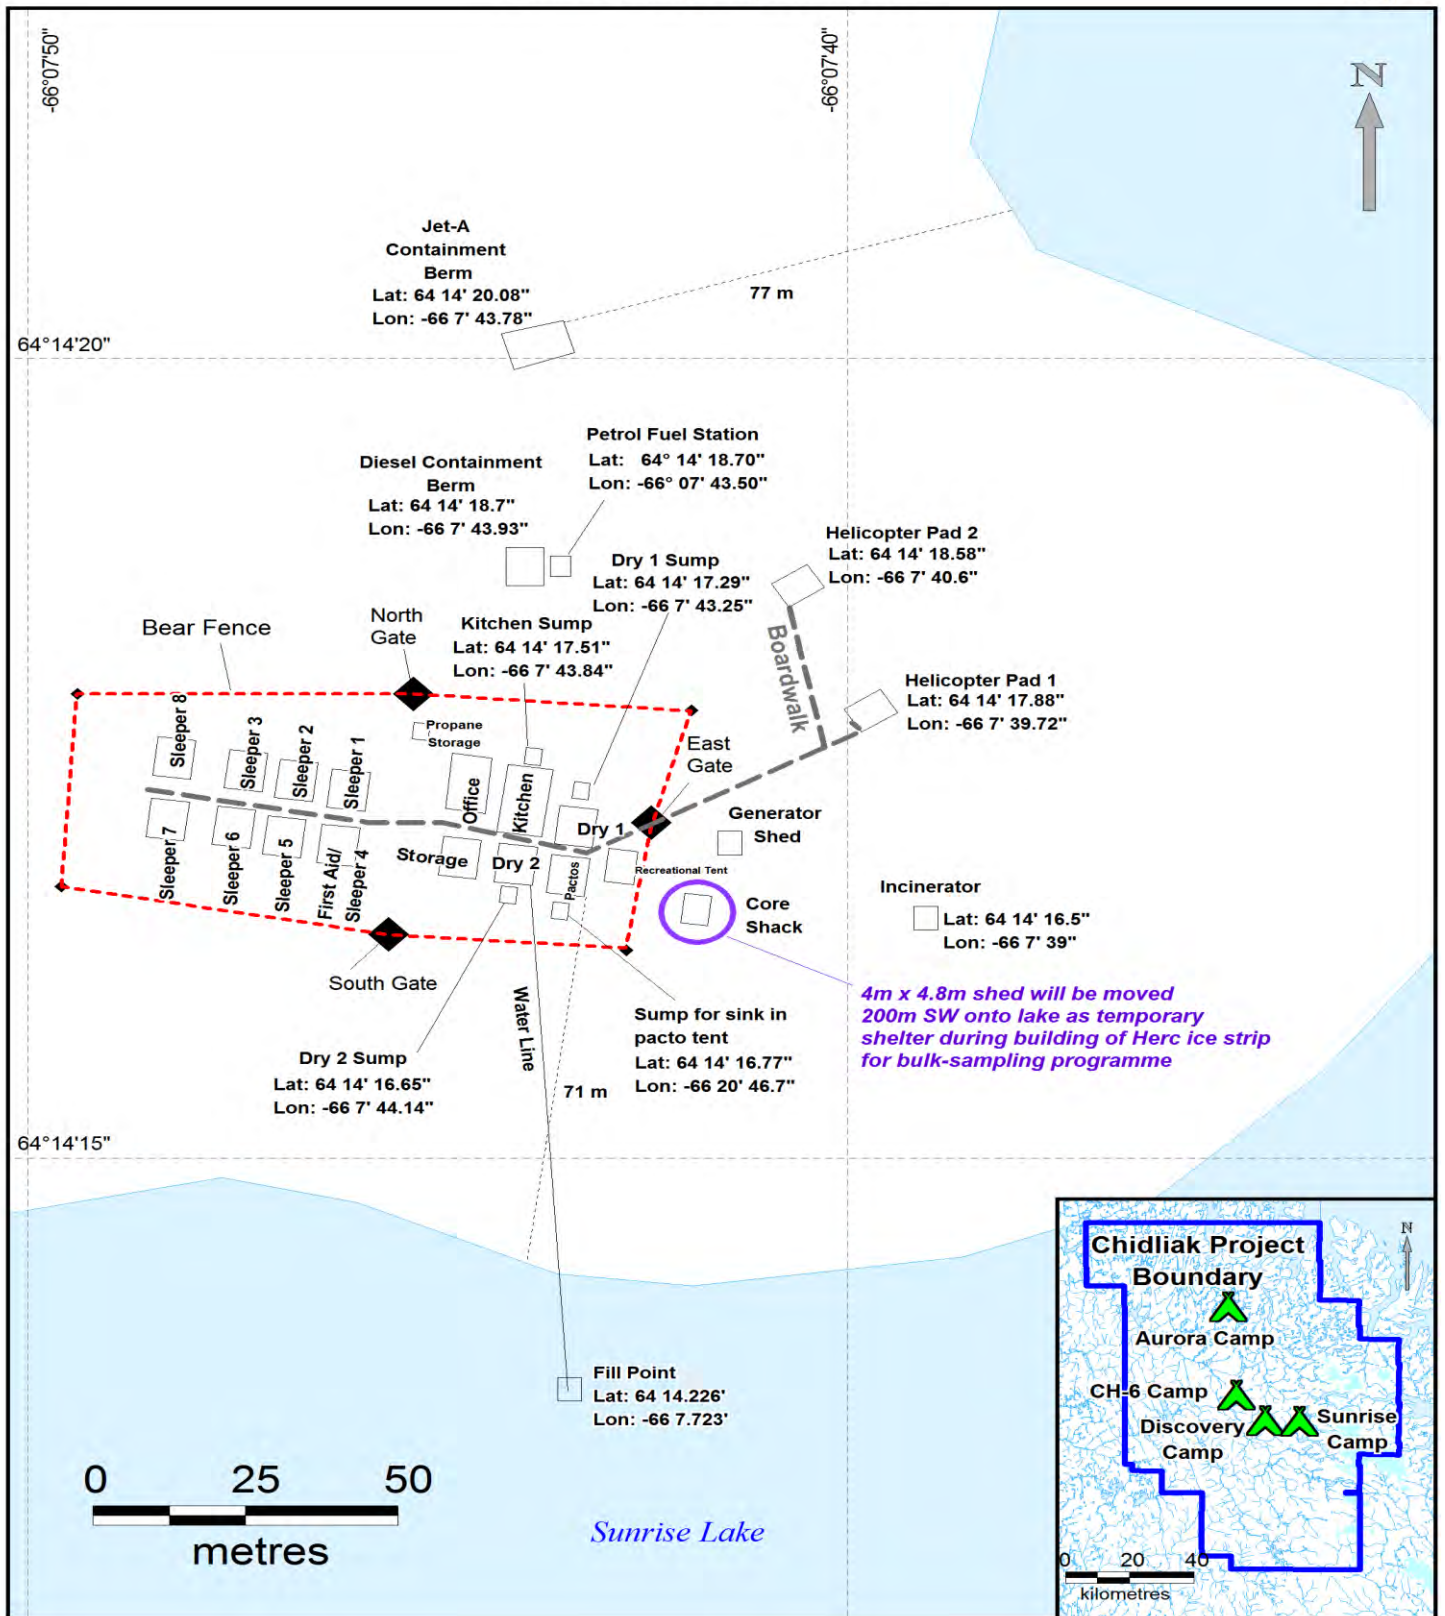 -66°07'50"
-66°07'40"
N
Jet-A
Containment
Berm
Lat: 64 14' 20.08"
Lon: -66 7' 43.78"
77 m
64°14'20"
Petrol Fuel Station
Lat: 64° 14' 18.70"
Lon: -66° 07' 43.50"
Diesel Containment
Berm
Lat: 64 14' 18.7"
Lon: -66 7' 43.93"
Helicopter Pad 2
Lat: 64 14' 18.58"
Lon: -66 7' 40.6"
Dry 1 Sump
Lat: 64 14' 17.29"
Lon: -66 7' 43.25"
North
Gate
Bear Fence
Kitchen Sump
Lat: 64 14' 17.51"
Lon: -66 7' 43.84"
Boardwalk
Helicopter Pad 1
Lat: 64 14' 17.88"
Lon: -66 7' 39.72"
Propane
Storage
East
Gate
Sleeper 8
Sleeper 3
Sleeper 2
Sleeper 1
Office
Kitchen
Dry 1
Generator
Shed
Sleeper 7
Sleeper 6
Sleeper 5
First Aid/
Sleeper 4
Storage
Dry 2
Pactos
Recreational Tent
Core
Shack
Incinerator
Lat: 64 14' 16.5"
Lon: -66 7' 39"
South Gate
4m x 4.8m shed will be moved
200m SW onto lake as temporary
shelter during building of Herc ice strip
for bulk-sampling programme
Water Line
Sump for sink in
pacto tent
Lat: 64 14' 16.77"
Lon: -66 20' 46.7"
Dry 2 Sump
Lat: 64 14' 16.65"
Lon: -66 7' 44.14"
71 m
64°14'15"
Fill Point
Lat: 64 14.226'
Lon: -66 7.723'
0 25 50
metres
Sunrise Lake
Chidliak Project
Boundary
N
Aurora Camp
CH-6 Camp
Discovery
Camp
Sunrise
Camp
0 20 40
kilometres